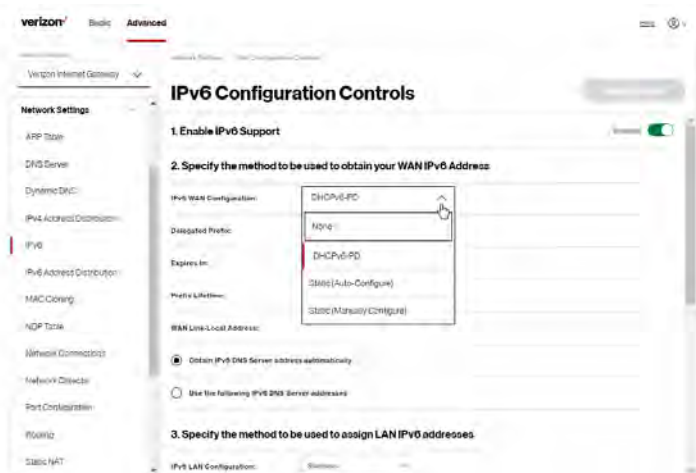 verizon
Basic
Advanced
Verizon Internet Gateway
IPv6 Configuration Controls
Network Settings
1. Enable IPv6 Support
ARP Table
DNS Server
2. Specify the method to be used to obtain your WAN IPv6 Address
Dynamic DNS
IPv6 WAN Configuration:
DHCPv6-PD
IPv4 Address Distribution
Delegated Prefix:
None
IPv6
Expires In:
DHCPv6-PD
IPv6 Address Distribution
Static (Auto-Configure)
MAC Cloning
Prefix Lifetime:
Static (Manually Configure)
NDP Table
WAN Link-Local Address:
Network Connections
Obtain IPv6 DNS Server address automatically
Network Objects
Use the following IPv6 DNS Server addresses
Port Configuration
Routing
3. Specify the method to be used to assign LAN IPv6 addresses
Static NAT
IPv6 LAN Configuration: